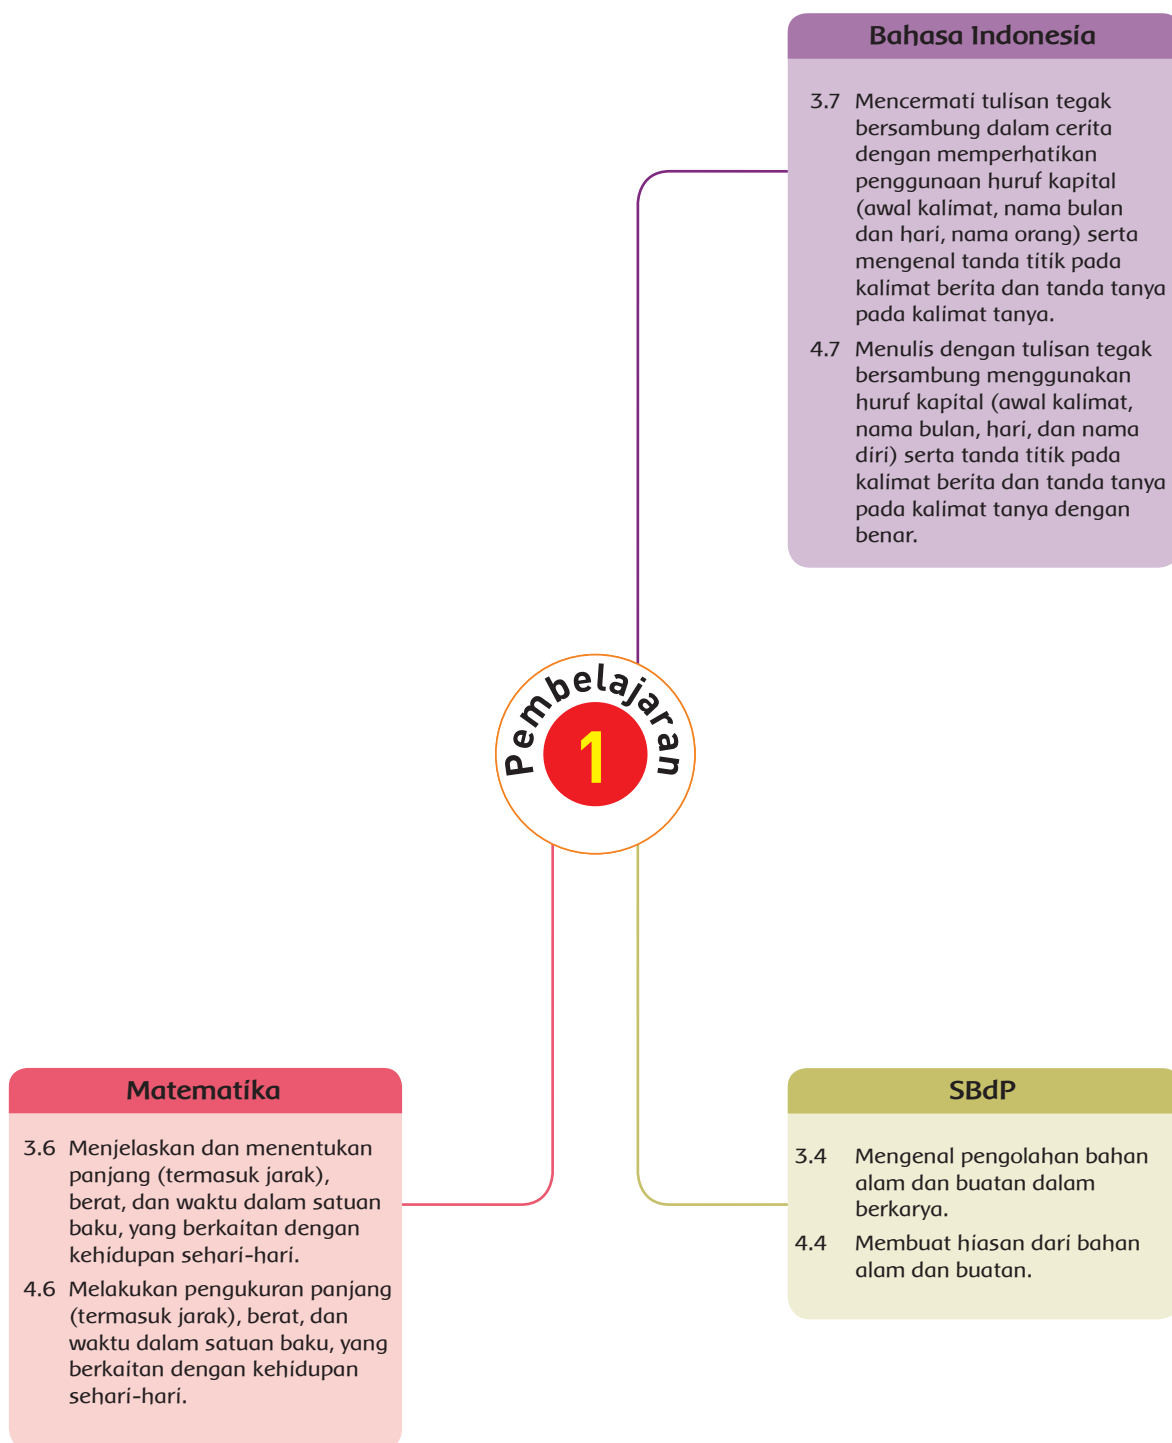 Bahasa Indonesia
3.7 Mencermati tulisan tegak
bersambung dalam cerita
dengan memperhatikan
penggunaan huruf kapital
(awal kalimat, nama bulan
dan hari, nama orang) serta
mengenal tanda titik pada
kalimat berita dan tanda tanya
pada kalimat tanya.
4.7 Menulis dengan tulisan tegak
bersambung menggunakan
huruf kapital (awal kalimat,
nama bulan, hari, dan nama
diri) serta tanda titik pada
kalimat berita dan tanda tanya
pada kalimat tanya dengan
benar.
Pembelajaran
1
Matematika
3.6 Menjelaskan dan menentukan
panjang (termasuk jarak),
berat, dan waktu dalam satuan
baku, yang berkaitan dengan
kehidupan sehari-hari.
4.6 Melakukan pengukuran panjang
(termasuk jarak), berat, dan
waktu dalam satuan baku, yang
berkaitan dengan kehidupan
sehari-hari.
SBdP
3.4 Mengenal pengolahan bahan
alam dan buatan dalam
berkarya.
4.4 Membuat hiasan dari bahan
alam dan buatan.